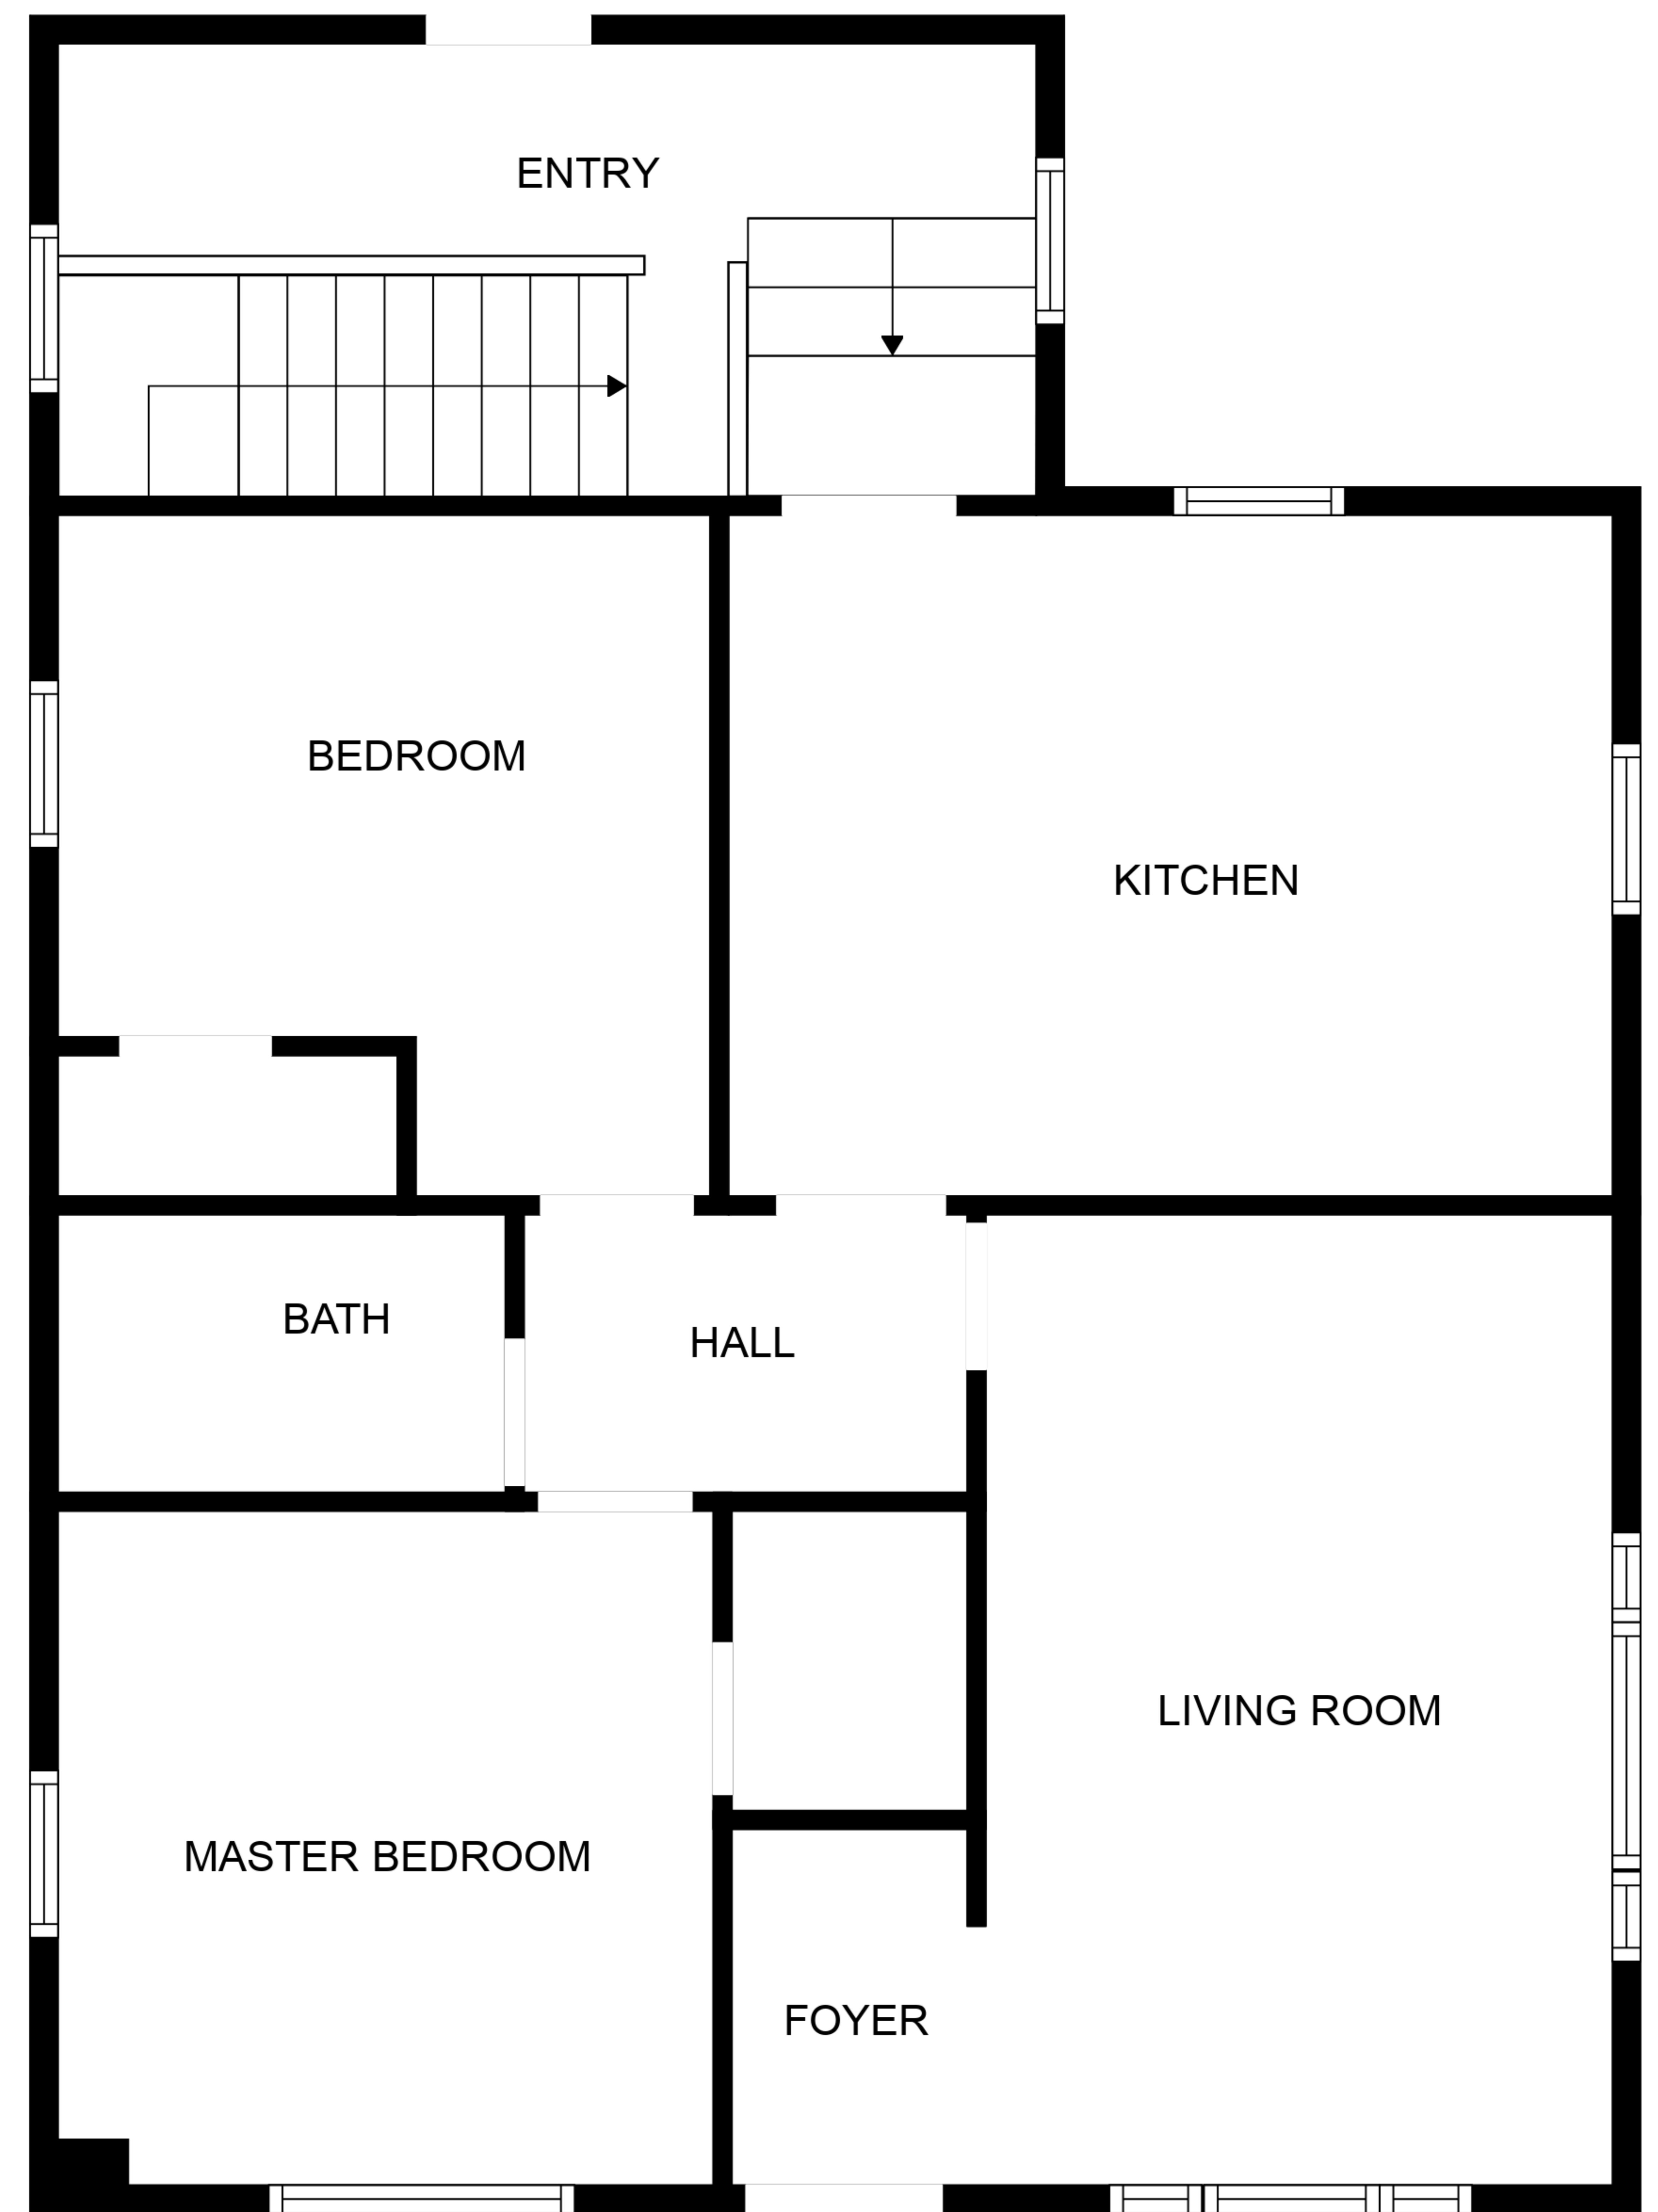 ENTRY
BEDROOM
KITCHEN
BATH
HALL
LIVING ROOM
MASTER BEDROOM
FOYER